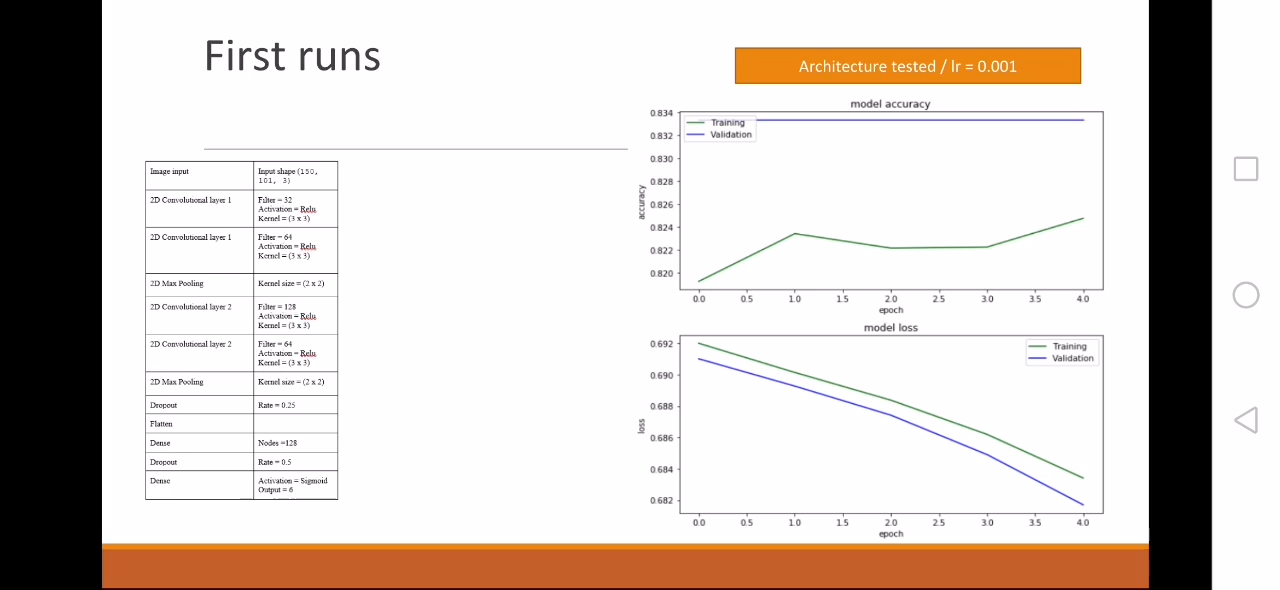 First runs
Architecture tested / lr = 0.001
Image input
Input shape (150,
101, 3)
2D Convolutional layer 1
Filter = 32
Activation = Relu
Kernel = (3 x 3)
2D Convolutional layer 1
Filter = 64
Activation = Relu
Kernel = (3 x 3)
2D Max Pooling
Kernel size = (2 x 2)
2D Convolutional layer 2
Filter = 128
Activation = Relu
Kernel = (3 x 3)
2D Convolutional layer 2
Filter = 64
Activation = Relu
Kernel = (3 x 3)
2D Max Pooling
Kernel size = (2 x 2)
Dropout
Rate = 0.25
Flatten
Dense
Nodes =128
Dropout
Rate = 0.5
Dense
Activation = Sigmoid
Output = 6
model accuracy
Training
Validation
accuracy
0.834
0.832
0.830
0.828
0.826
0.824
0.822
0.820
0.0 0.5 1.0 1.5 2.0 2.5 3.0 3.5 4.0
epoch
model loss
Training
Validation
loss
0.692
0.690
0.688
0.686
0.684
0.682
0.0 0.5 1.0 1.5 2.0 2.5 3.0 3.5 4.0
epoch